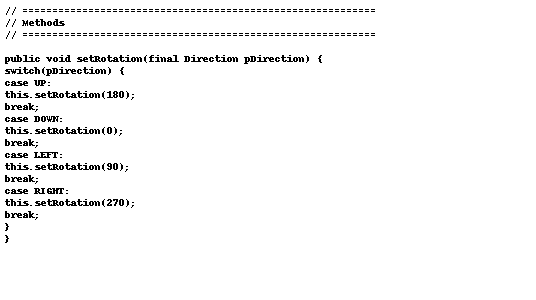 // ===========================================================
// Methods
// ===========================================================
public void setRotation(final Direction pDirection) {
switch(pDirection) {
case UP:
this.setRotation(180);
break;
case DOWN:
this.setRotation(0);
break;
case LEFT:
this.setRotation(90);
break;
case RIGHT:
this.setRotation(270);
break;
}
}